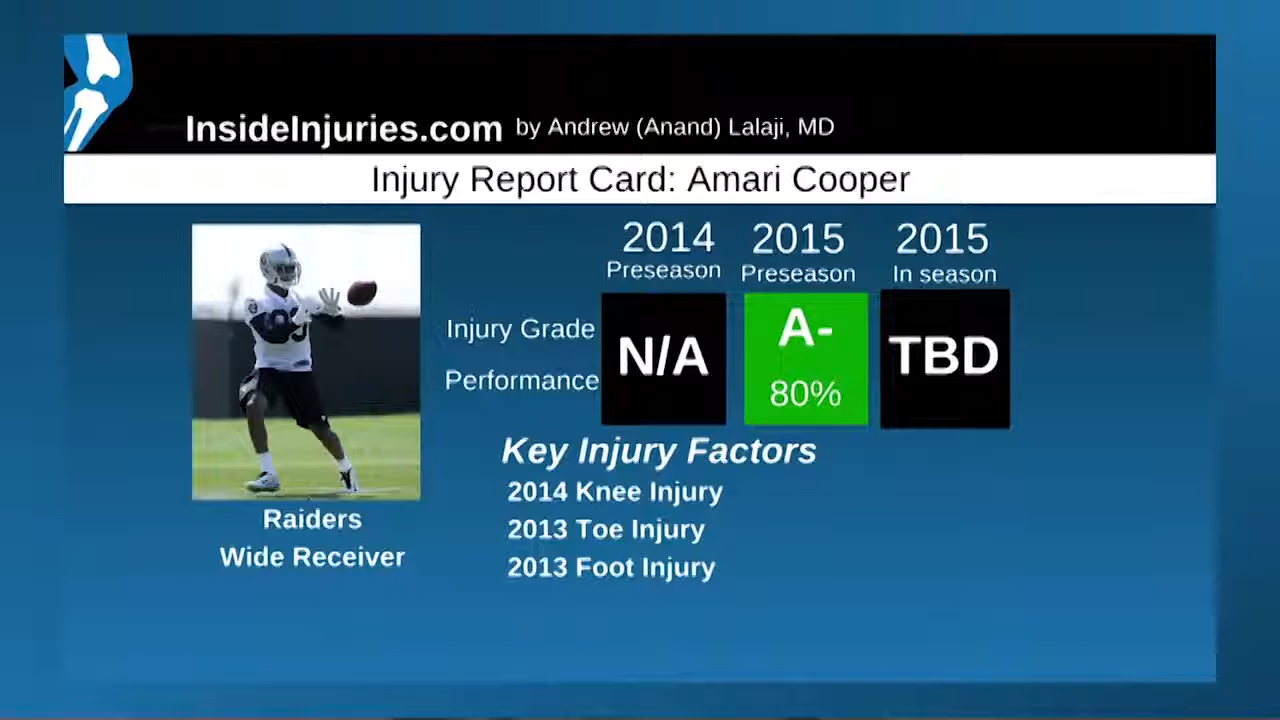 InsideInjuries.com by Andrew (Anand) Lalaji, MD
Injury Report Card: Amari Cooper
2014 2015 2015
Preseason Preseason In season
Injury Grade
Performance
N/A
A-
80%
TBD
Key Injury Factors
2014 Knee Injury
2013 Toe Injury
2013 Foot Injury
Raiders
Wide Receiver